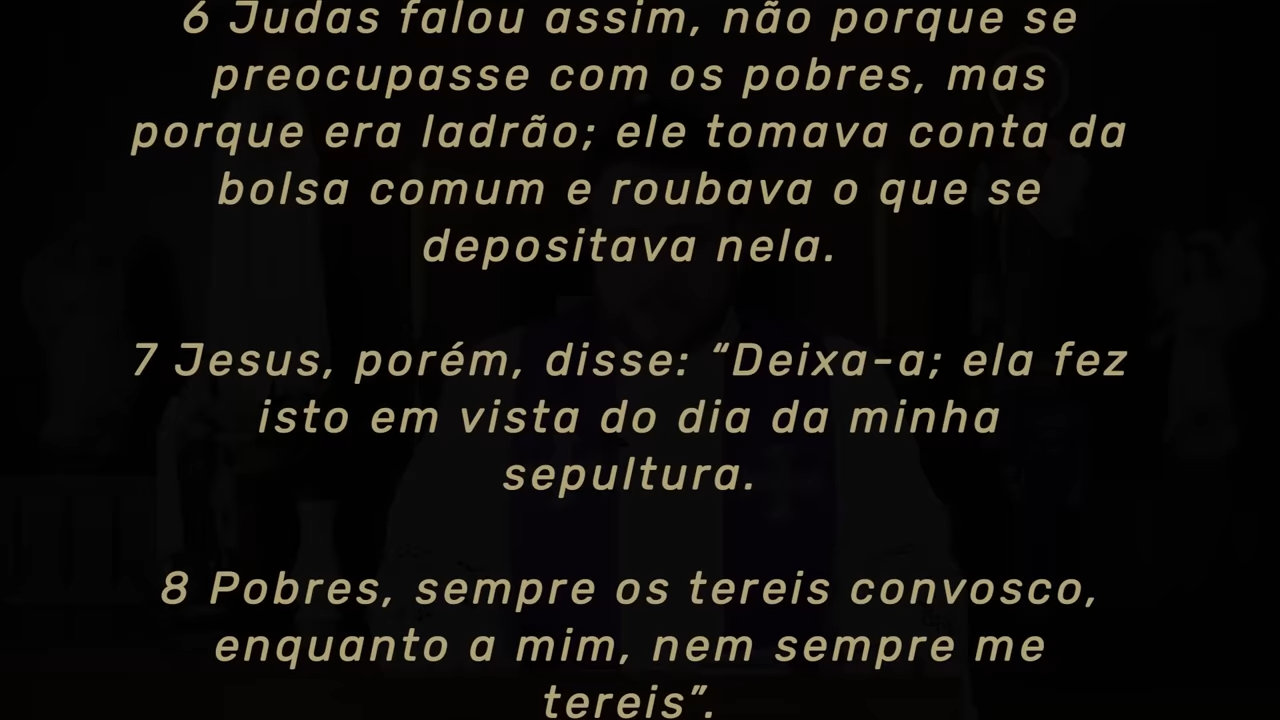 6 Judas falou assim, não porque se
preocupasse com os pobres, mas
porque era ladrão; ele tomava conta da
bolsa comum e roubava o que se
depositava nela.
7 Jesus, porém, disse: “Deixa-a; ela fez
isto em vista do dia da minha
sepultura.
8 Pobres, sempre os tereis convosco,
enquanto a mim, nem sempre me
tereis”.